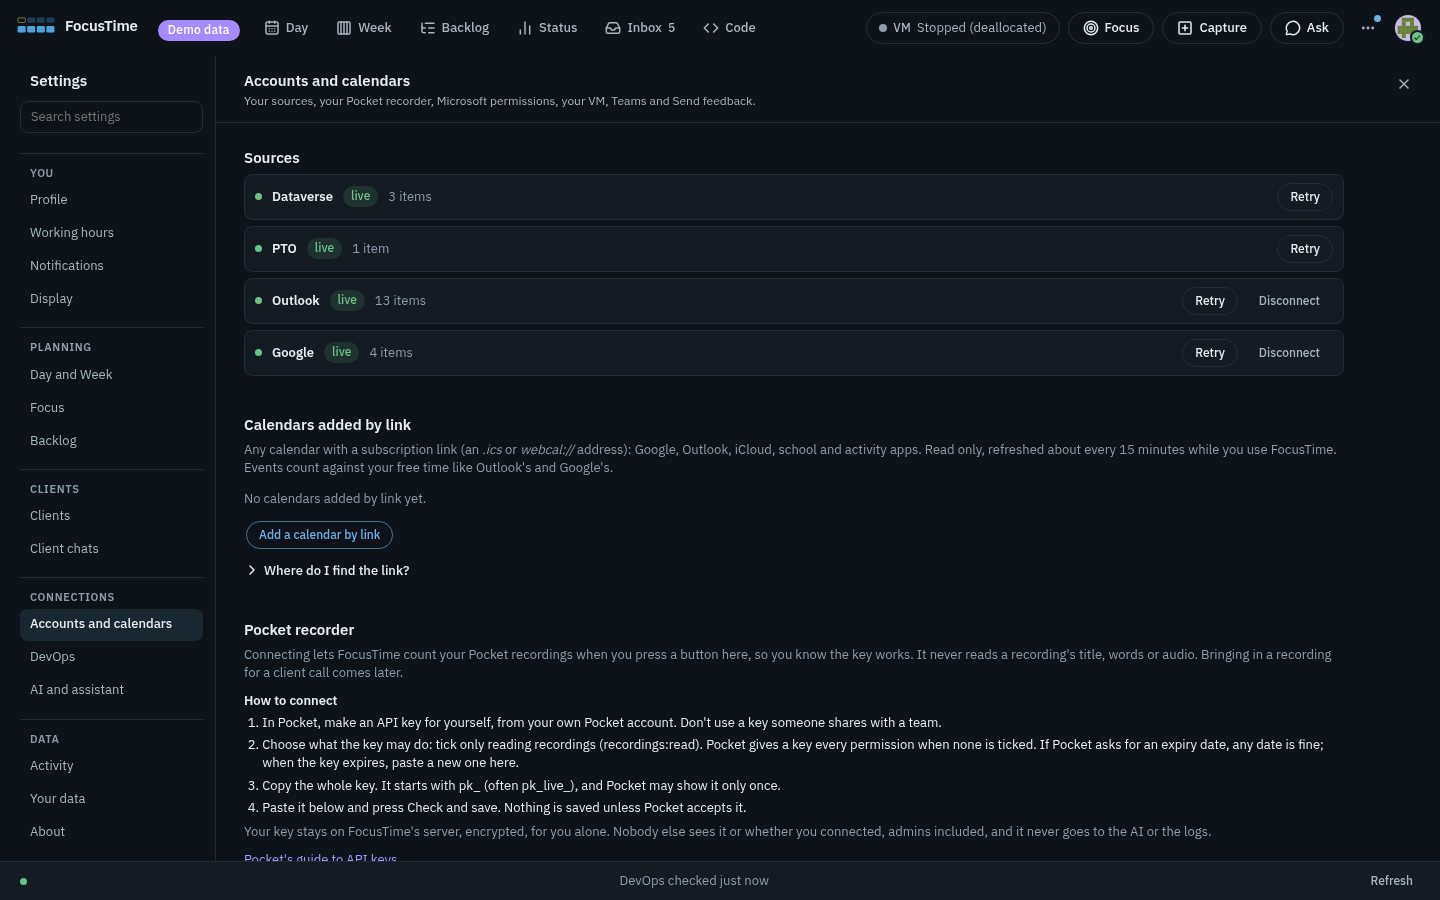 FocusTime
Demo data
Day
Week
Backlog
Status
Inbox 5
Code
VM Stopped (deallocated)
Focus
Capture
Ask
Settings
Search settings
YOU
Profile
Working hours
Notifications
Display
PLANNING
Day and Week
Focus
Backlog
CLIENTS
Clients
Client chats
CONNECTIONS
Accounts and calendars
DevOps
AI and assistant
DATA
Activity
Your data
About
Accounts and calendars
Your sources, your Pocket recorder, Microsoft permissions, your VM, Teams and Send feedback.
Sources
Dataverse live 3 items Retry
PTO live 1 item Retry
Outlook live 13 items Retry Disconnect
Google live 4 items Retry Disconnect
Calendars added by link
Any calendar with a subscription link (an .ics or webcal:// address): Google, Outlook, iCloud, school and activity apps. Read only, refreshed about every 15 minutes while you use FocusTime.
Events count against your free time like Outlook's and Google's.
No calendars added by link yet.
Add a calendar by link
Where do I find the link?
Pocket recorder
Connecting lets FocusTime count your Pocket recordings when you press a button here, so you know the key works. It never reads a recording's title, words or audio. Bringing in a recording
for a client call comes later.
How to connect
1. In Pocket, make an API key for yourself, from your own Pocket account. Don't use a key someone shares with a team.
2. Choose what the key may do: tick only reading recordings (recordings:read). Pocket gives a key every permission when none is ticked. If Pocket asks for an expiry date, any date is fine;
when the key expires, paste a new one here.
3. Copy the whole key. It starts with pk_ (often pk_live_), and Pocket may show it only once.
4. Paste it below and press Check and save. Nothing is saved unless Pocket accepts it.
Your key stays on FocusTime's server, encrypted, for you alone. Nobody else sees it or whether you connected, admins included, and it never goes to the AI or the logs.
Pocket's guide to API keys
DevOps checked just now
Refresh